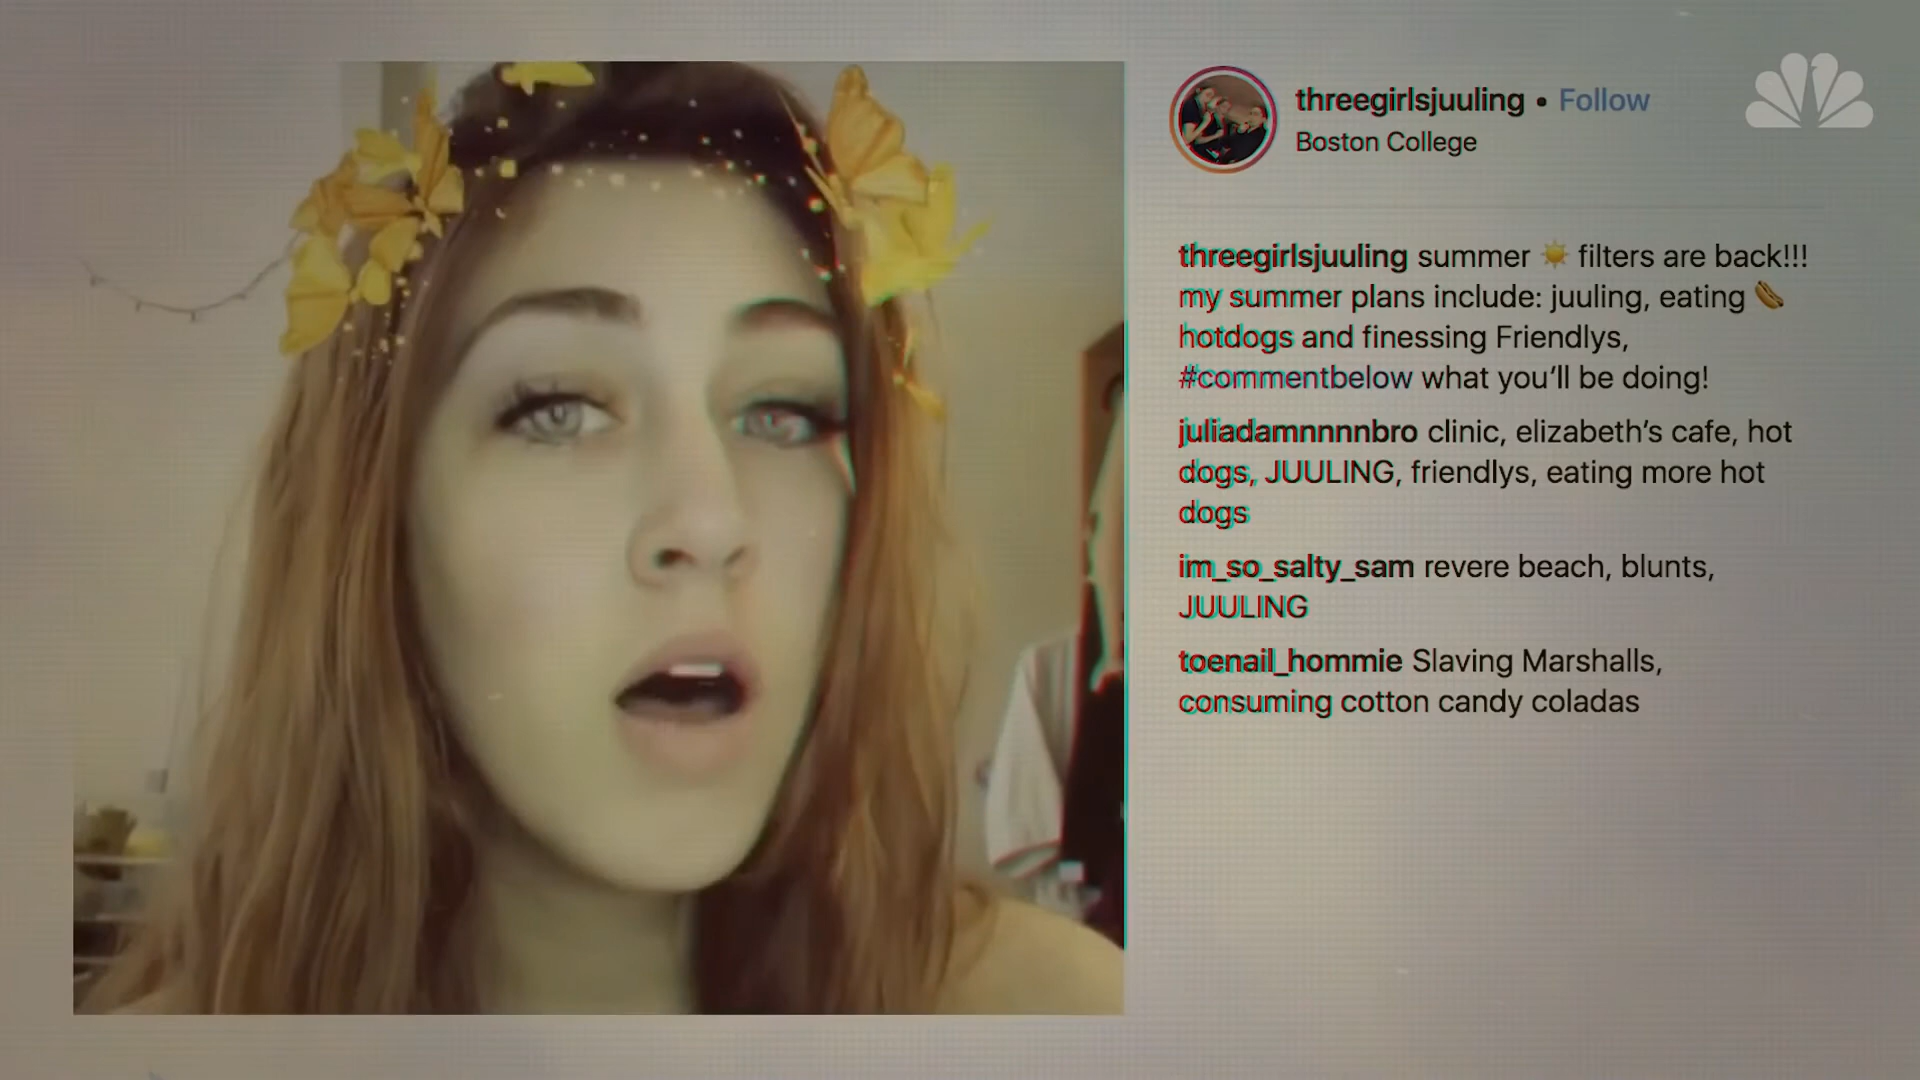 threegirlsjuuling • Follow
Boston College
threegirlsjuuling summer ☀️ filters are back!!!
my summer plans include: juuling, eating 🌭
hotdogs and finessing Friendlys,
#commentbelow what you’ll be doing!
juliadamnnnnbro clinic, elizabeth’s cafe, hot
dogs, JUULING, friendlys, eating more hot
dogs
im_so_salty_sam revere beach, blunts,
JUULING
toenail_hommie Slaving Marshalls,
consuming cotton candy coladas